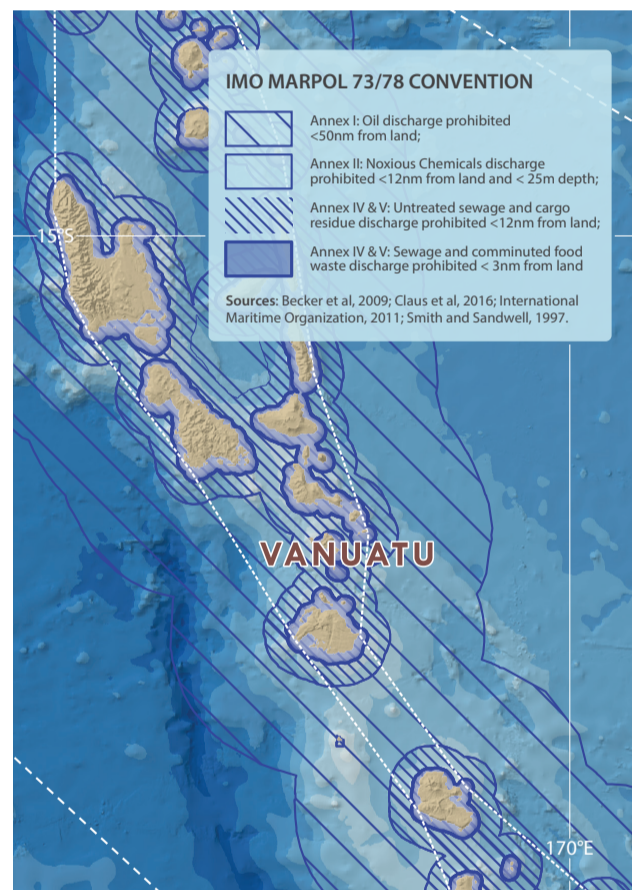 IMO MARPOL 73/78 CONVENTION
Annex I: Oil discharge prohibited
<50nm from land;
Annex II: Noxious Chemicals discharge
prohibited <12nm from land and < 25m depth;
Annex IV & V: Untreated sewage and cargo
residue discharge prohibited <12nm from land;
Annex IV & V: Sewage and comminuted food
waste discharge prohibited < 3nm from land
Sources: Becker et al, 2009; Claus et al, 2016; International
Maritime Organization, 2011; Smith and Sandwell, 1997.
15°S
VANUATU
170°E